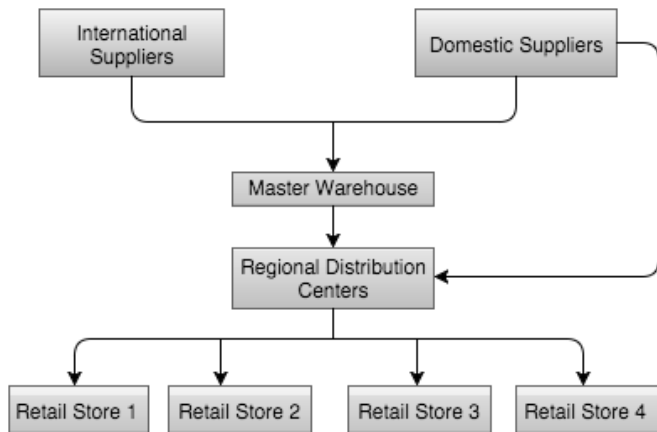 International
Suppliers
Domestic Suppliers
Master Warehouse
Regional Distribution
Centers
Retail Store 1
Retail Store 2
Retail Store 3
Retail Store 4